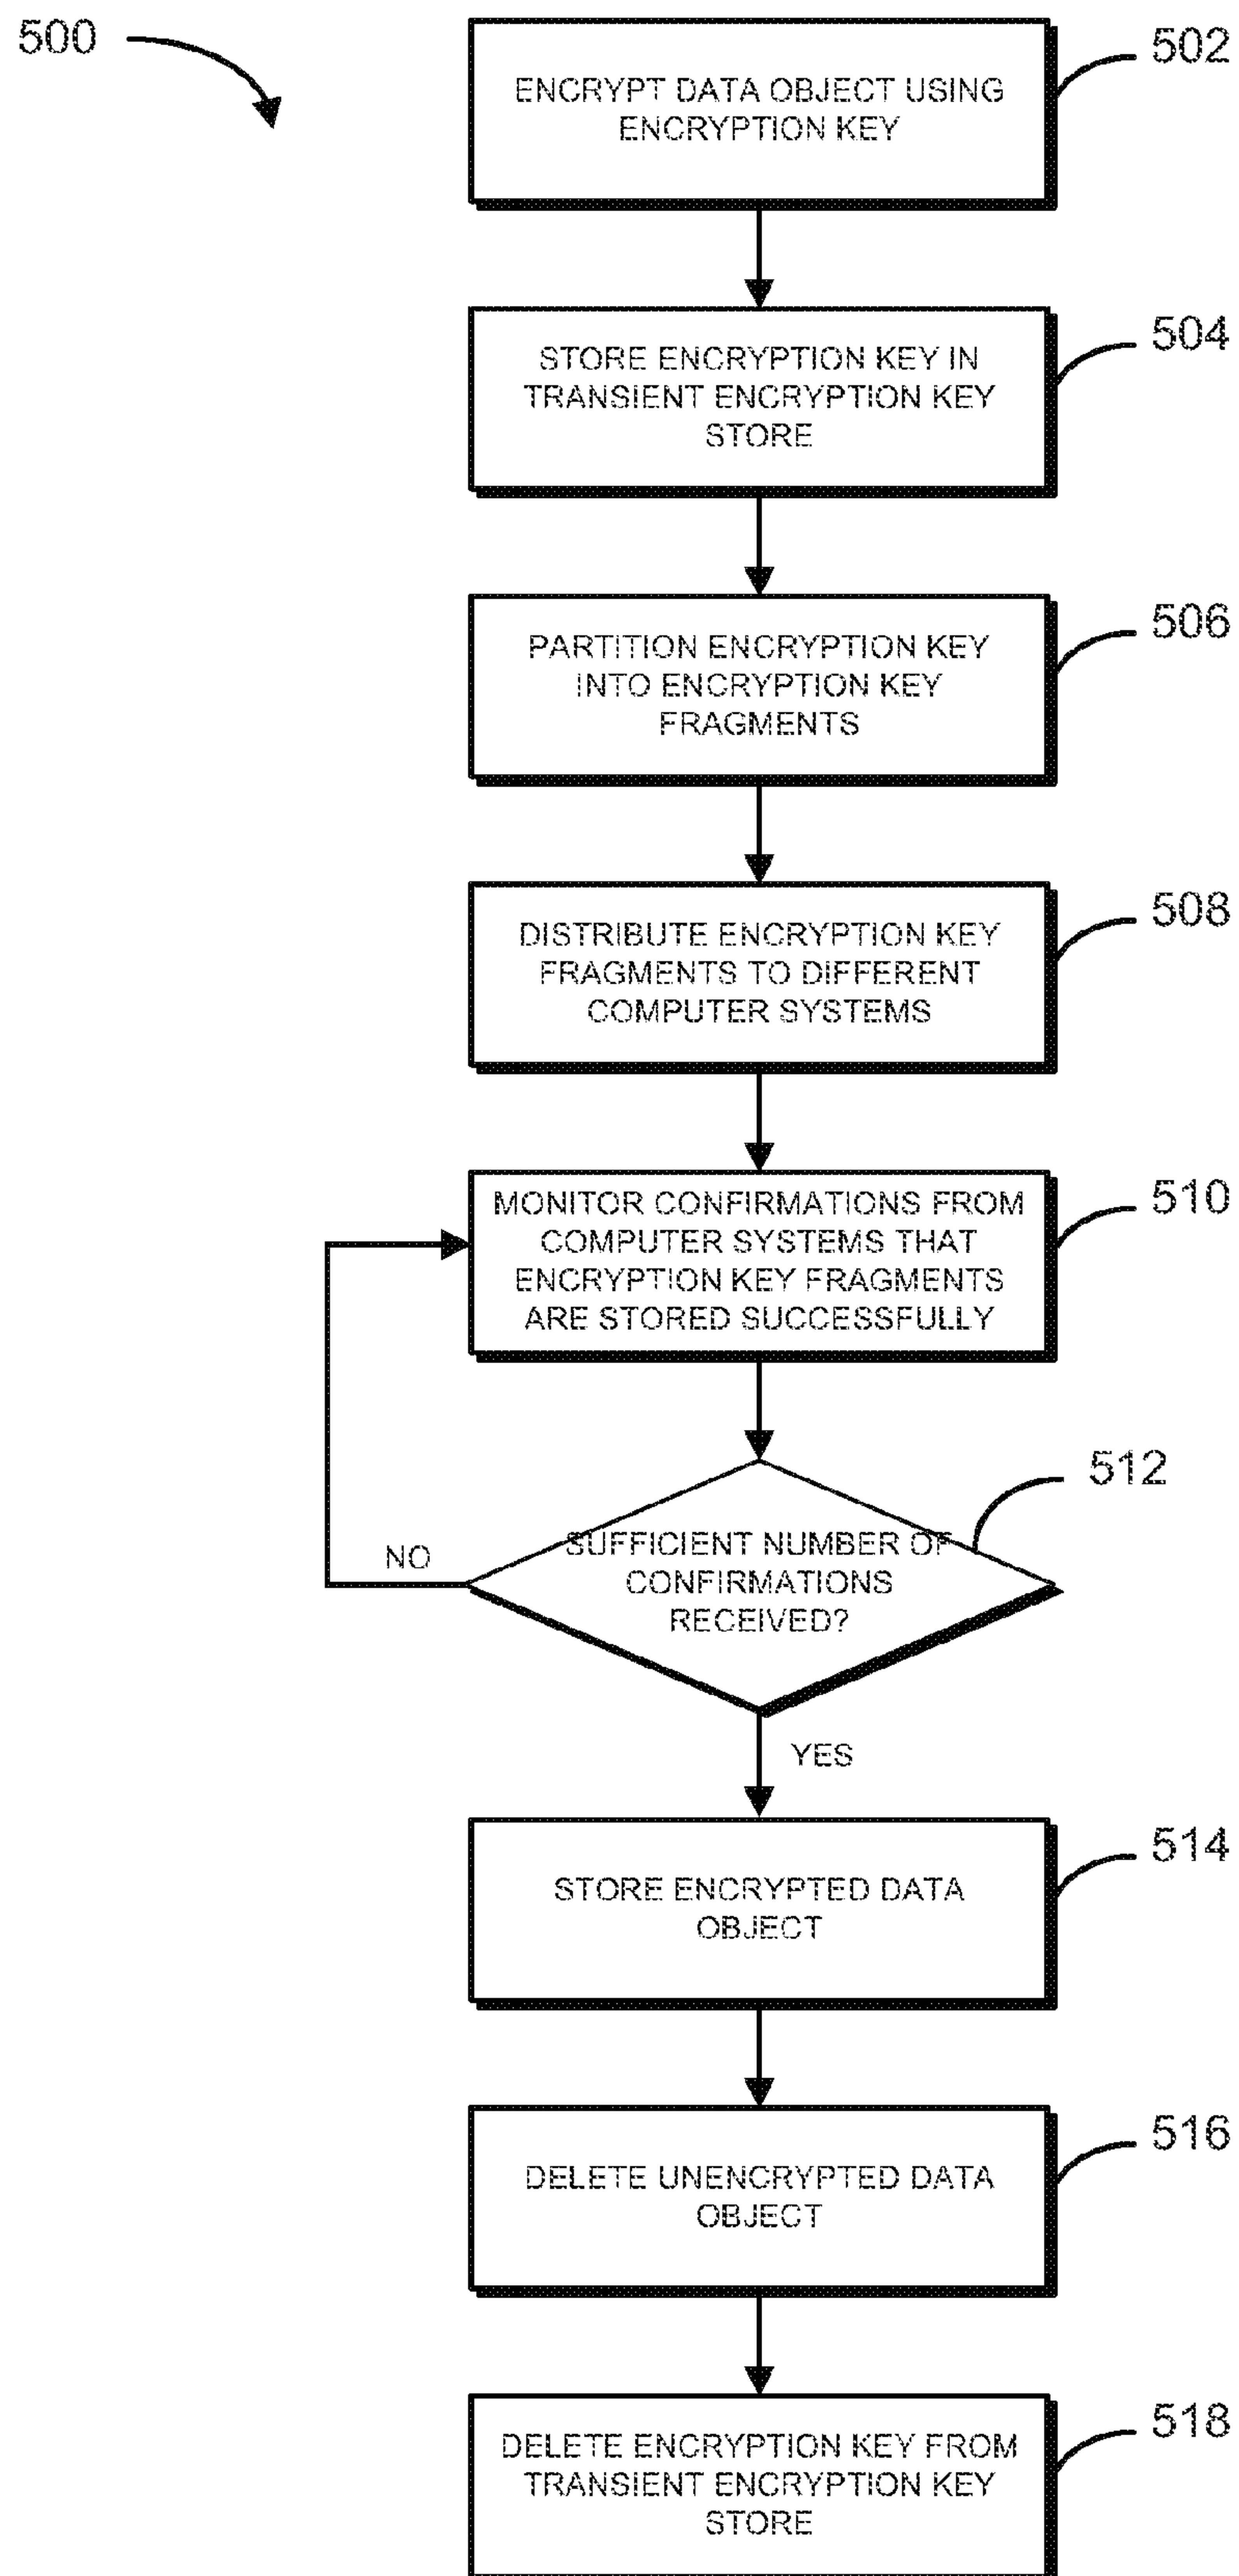 500
502
ENCRYPT DATA OBJECT USING
ENCRYPTION KEY
504
STORE ENCRYPTION KEY IN
TRANSIENT ENCRYPTION KEY
STORE
506
PARTITION ENCRYPTION KEY
INTO ENCRYPTION KEY
FRAGMENTS
508
DISTRIBUTE ENCRYPTION KEY
FRAGMENTS TO DIFFERENT
COMPUTER SYSTEMS
510
MONITOR CONFIRMATIONS FROM
COMPUTER SYSTEMS THAT
ENCRYPTION KEY FRAGMENTS
ARE STORED SUCCESSFULLY
512
SUFFICIENT NUMBER OF
CONFIRMATIONS
RECEIVED?
NO
YES
514
STORE ENCRYPTED DATA
OBJECT
516
DELETE UNENCRYPTED DATA
OBJECT
518
DELETE ENCRYPTION KEY FROM
TRANSIENT ENCRYPTION KEY
STORE